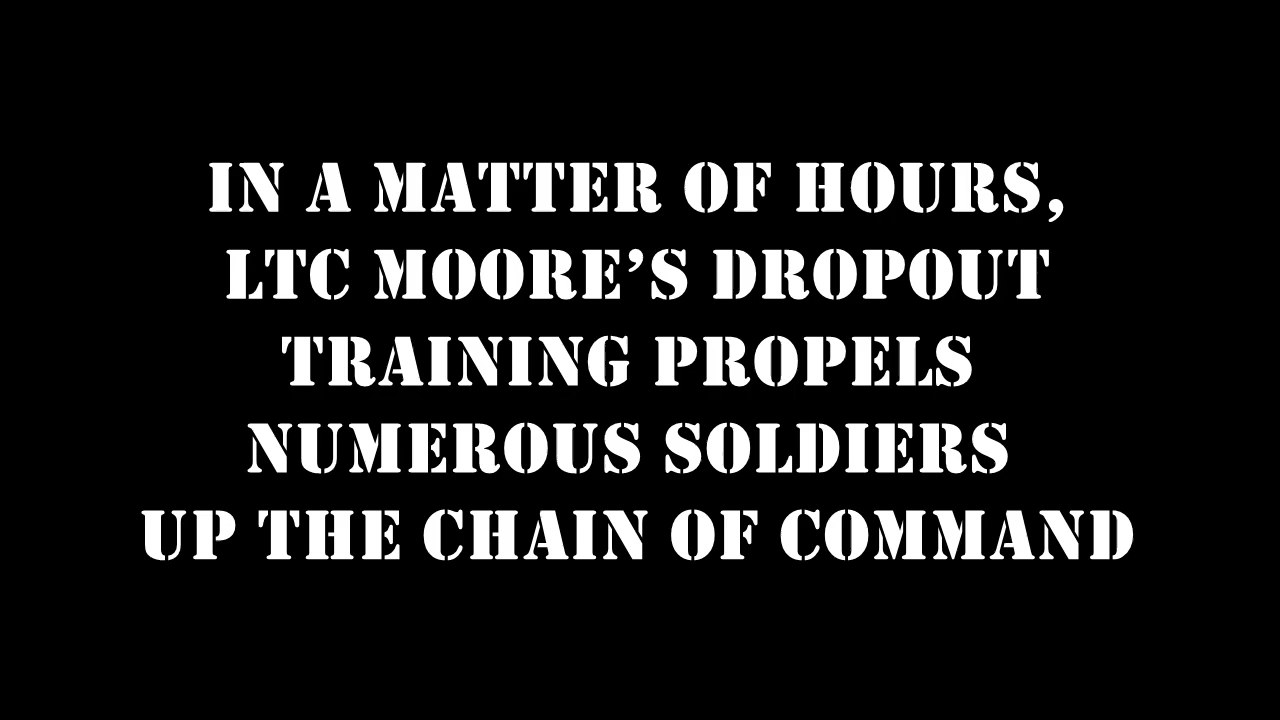 IN A MATTER OF HOURS,
LTC MOORE’S DROPOUT
TRAINING PROPELS
NUMEROUS SOLDIERS
UP THE CHAIN OF COMMAND